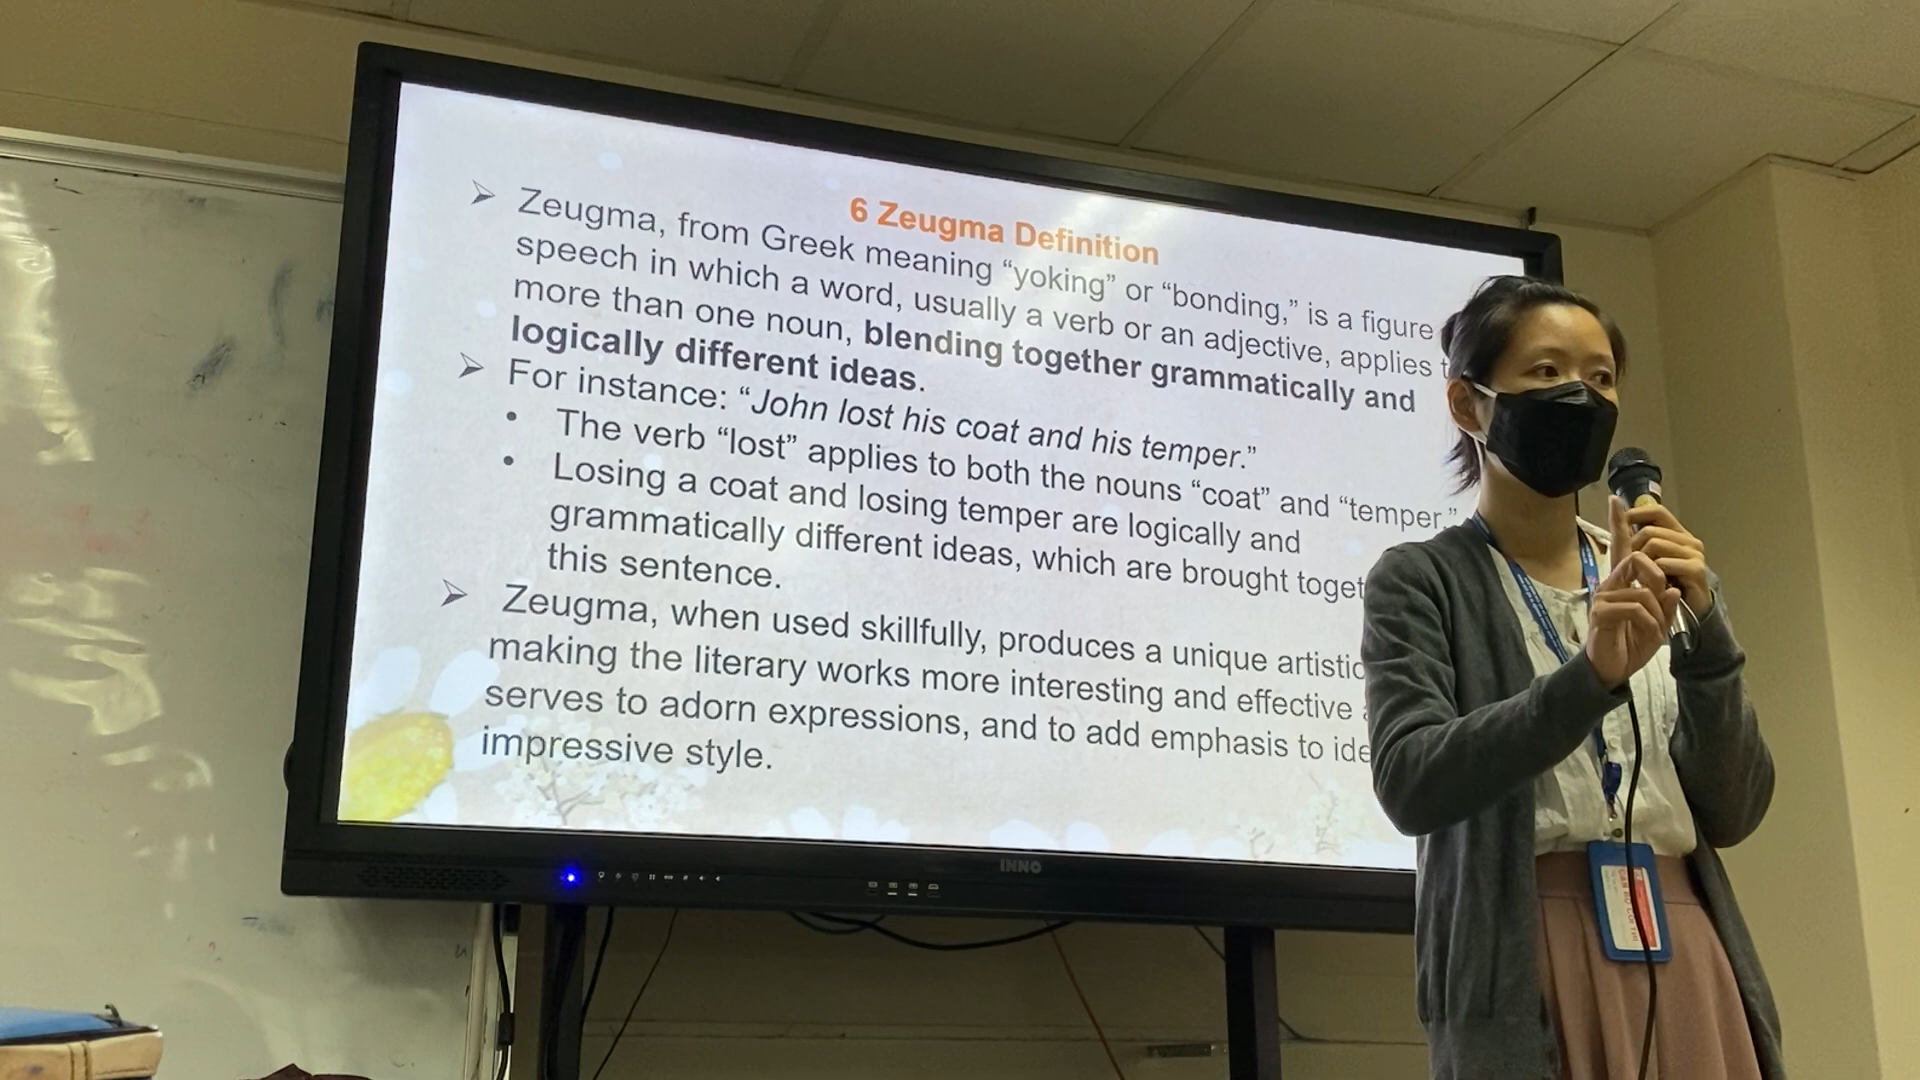 6 Zeugma Definition
Zeugma, from Greek meaning “yoking” or “bonding,” is a figure
speech in which a word, usually a verb or an adjective, applies
more than one noun, blending together grammatically and
logically different ideas.
For instance: “John lost his coat and his temper.”
The verb “lost” applies to both the nouns “coat” and “temper.”
Losing a coat and losing temper are logically and
grammatically different ideas, which are brought toget
this sentence.
Zeugma, when used skillfully, produces a unique artistic
making the literary works more interesting and effective
serves to adorn expressions, and to add emphasis to ide
impressive style.
INNO